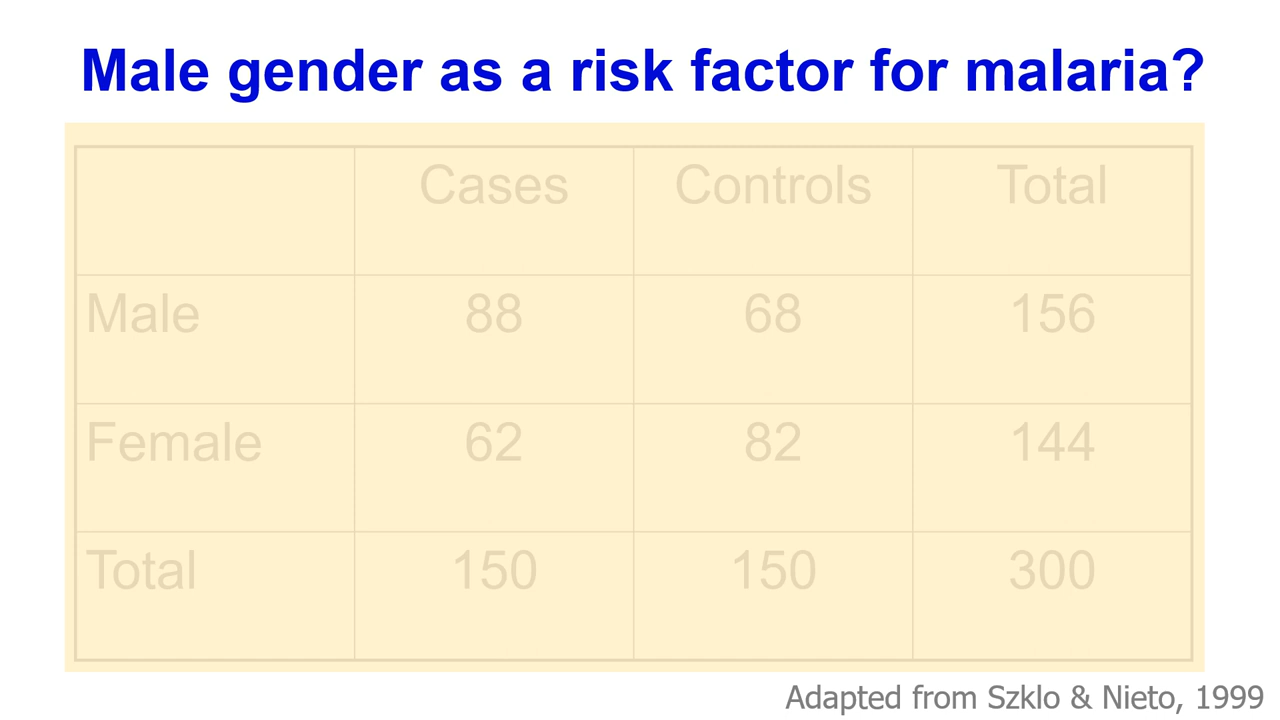 Male gender as a risk factor for malaria?
Cases Controls Total
Male 88 68 156
Female 62 82 144
Total 150 150 300
Adapted from Szklo & Nieto, 1999